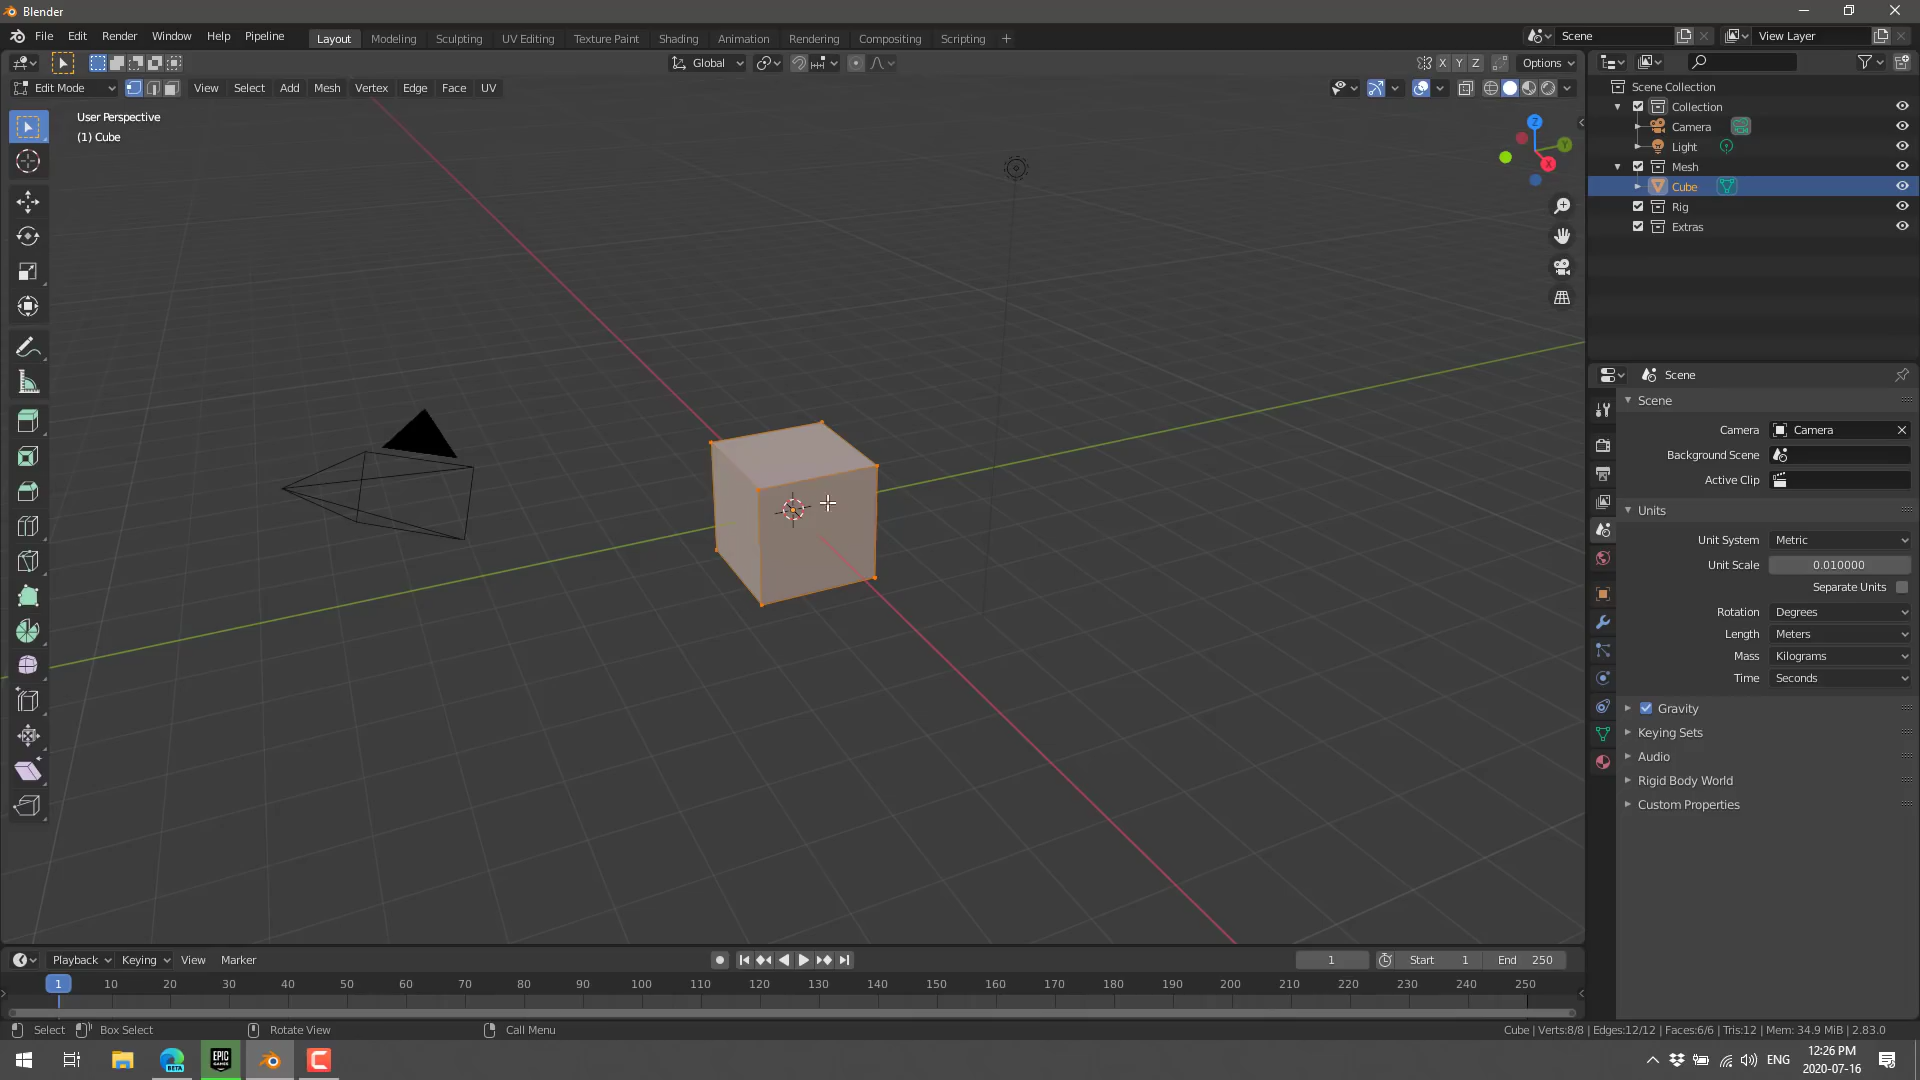 Blender
File Edit Render Window Help Pipeline Layout Modeling Sculpting UV Editing Texture Paint Shading Animation Rendering Compositing Scripting + Scene View Layer
Global X Y Z Options
Edit Mode View Select Add Mesh Vertex Edge Face UV
User Perspective
(1) Cube
Z
Y
X
Scene Collection
Collection
Camera
Light
Mesh
Cube
Rig
Extras
Scene
Scene
Camera Camera
Background Scene
Active Clip
Units
Unit System Metric
Unit Scale 0.010000
Separate Units
Rotation Degrees
Length Meters
Mass Kilograms
Time Seconds
Gravity
Keying Sets
Audio
Rigid Body World
Custom Properties
Playback Keying View Marker 1 Start 1 End 250
1 10 20 30 40 50 60 70 80 90 100 110 120 130 140 150 160 170 180 190 200 210 220 230 240 250
Select Box Select Rotate View Call Menu Cube | Verts:8/8 | Edges:12/12 | Faces:6/6 | Tris:12 | Mem: 34.9 MiB | 2.83.0
BETA EPIC GAMES ENG 12:26 PM
2020-07-16